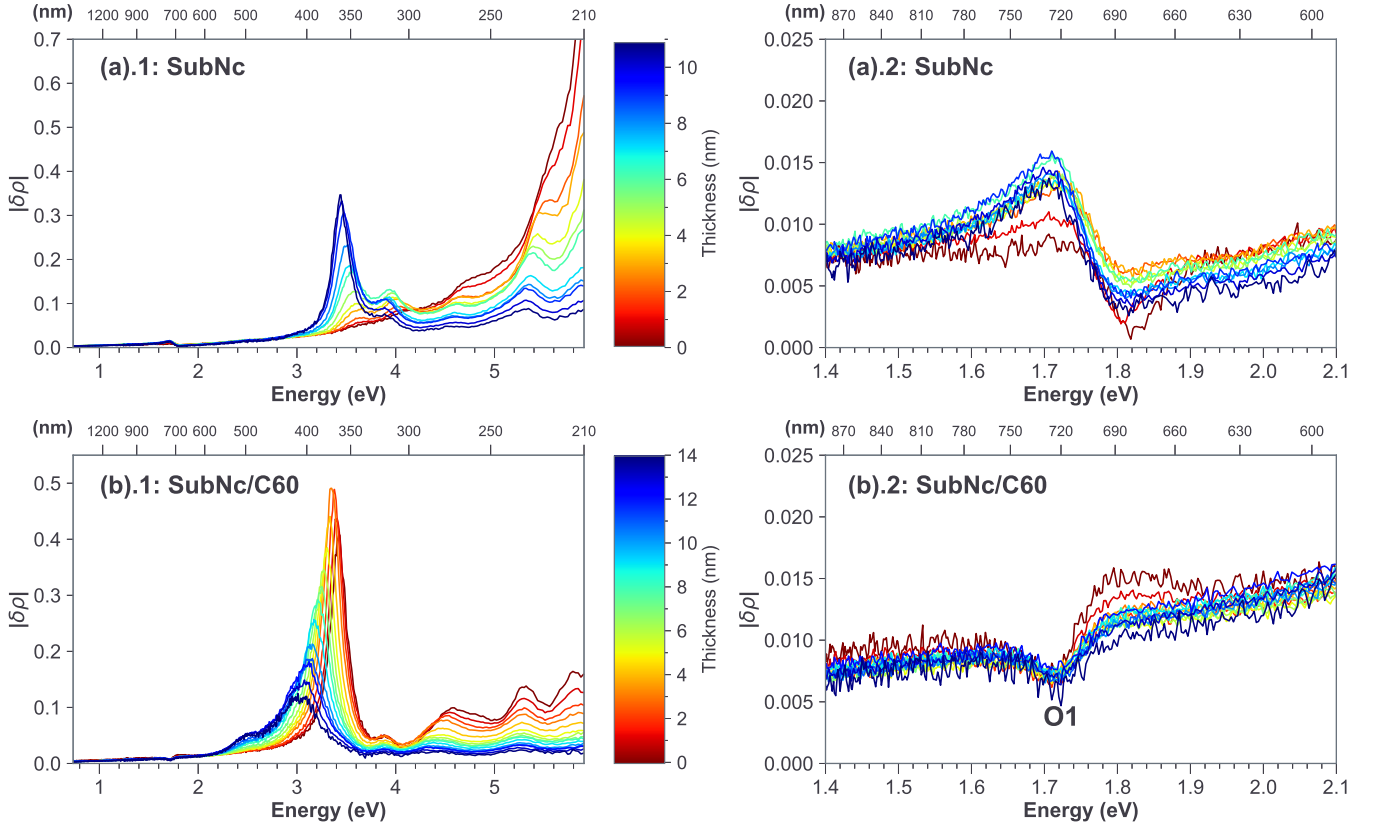 (nm) 1200 900 700 600 500 400 350 300 250 210
0.7
0.6
0.5
0.4
0.3
0.2
0.1
0.0
|δρ|
(a).1: SubNc
1 2 3 4 5
Energy (eV)
10
8
6
4
2
0
Thickness (nm)
(nm) 870 840 810 780 750 720 690 660 630 600
0.025
0.020
0.015
0.010
0.005
0.000
|δρ|
(a).2: SubNc
1.4 1.5 1.6 1.7 1.8 1.9 2.0 2.1
Energy (eV)
(nm) 1200 900 700 600 500 400 350 300 250 210
0.5
0.4
0.3
0.2
0.1
0.0
|δρ|
(b).1: SubNc/C60
1 2 3 4 5
Energy (eV)
14
12
10
8
6
4
2
0
Thickness (nm)
(nm) 870 840 810 780 750 720 690 660 630 600
0.025
0.020
0.015
0.010
0.005
0.000
|δρ|
(b).2: SubNc/C60
O1
1.4 1.5 1.6 1.7 1.8 1.9 2.0 2.1
Energy (eV)